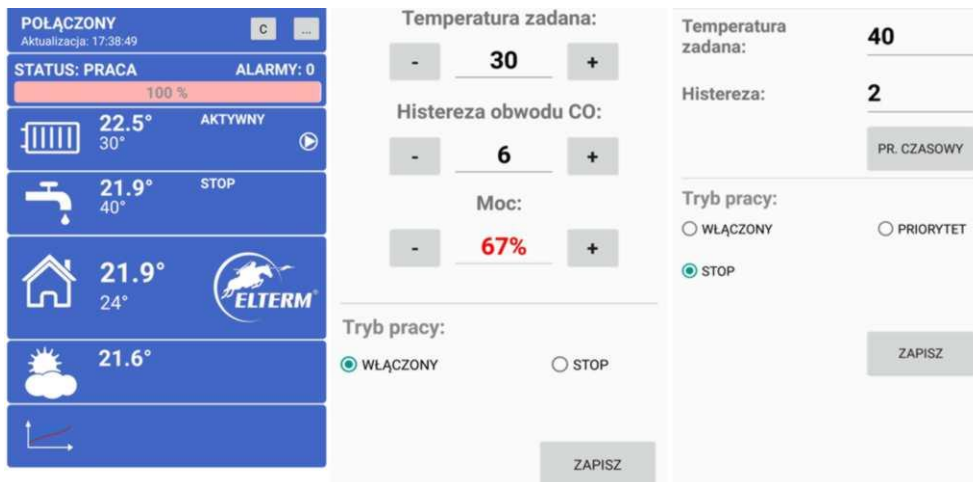 POŁĄCZONY
Aktualizacja: 17:38:49
C
...
STATUS: PRACA
ALARMY: 0
100 %
22.5°
AKTYWNY
30°
21.9°
STOP
40°
21.9°
24°
ELTERM®
21.6°
Temperatura zadana:
- 30 +
Histereza obwodu CO:
- 6 +
Moc:
- 67% +
Tryb pracy:
WŁĄCZONY
STOP
ZAPISZ
Temperatura
zadana:
40
Histereza:
2
PR. CZASOWY
Tryb pracy:
WŁĄCZONY
PRIORYTET
STOP
ZAPISZ